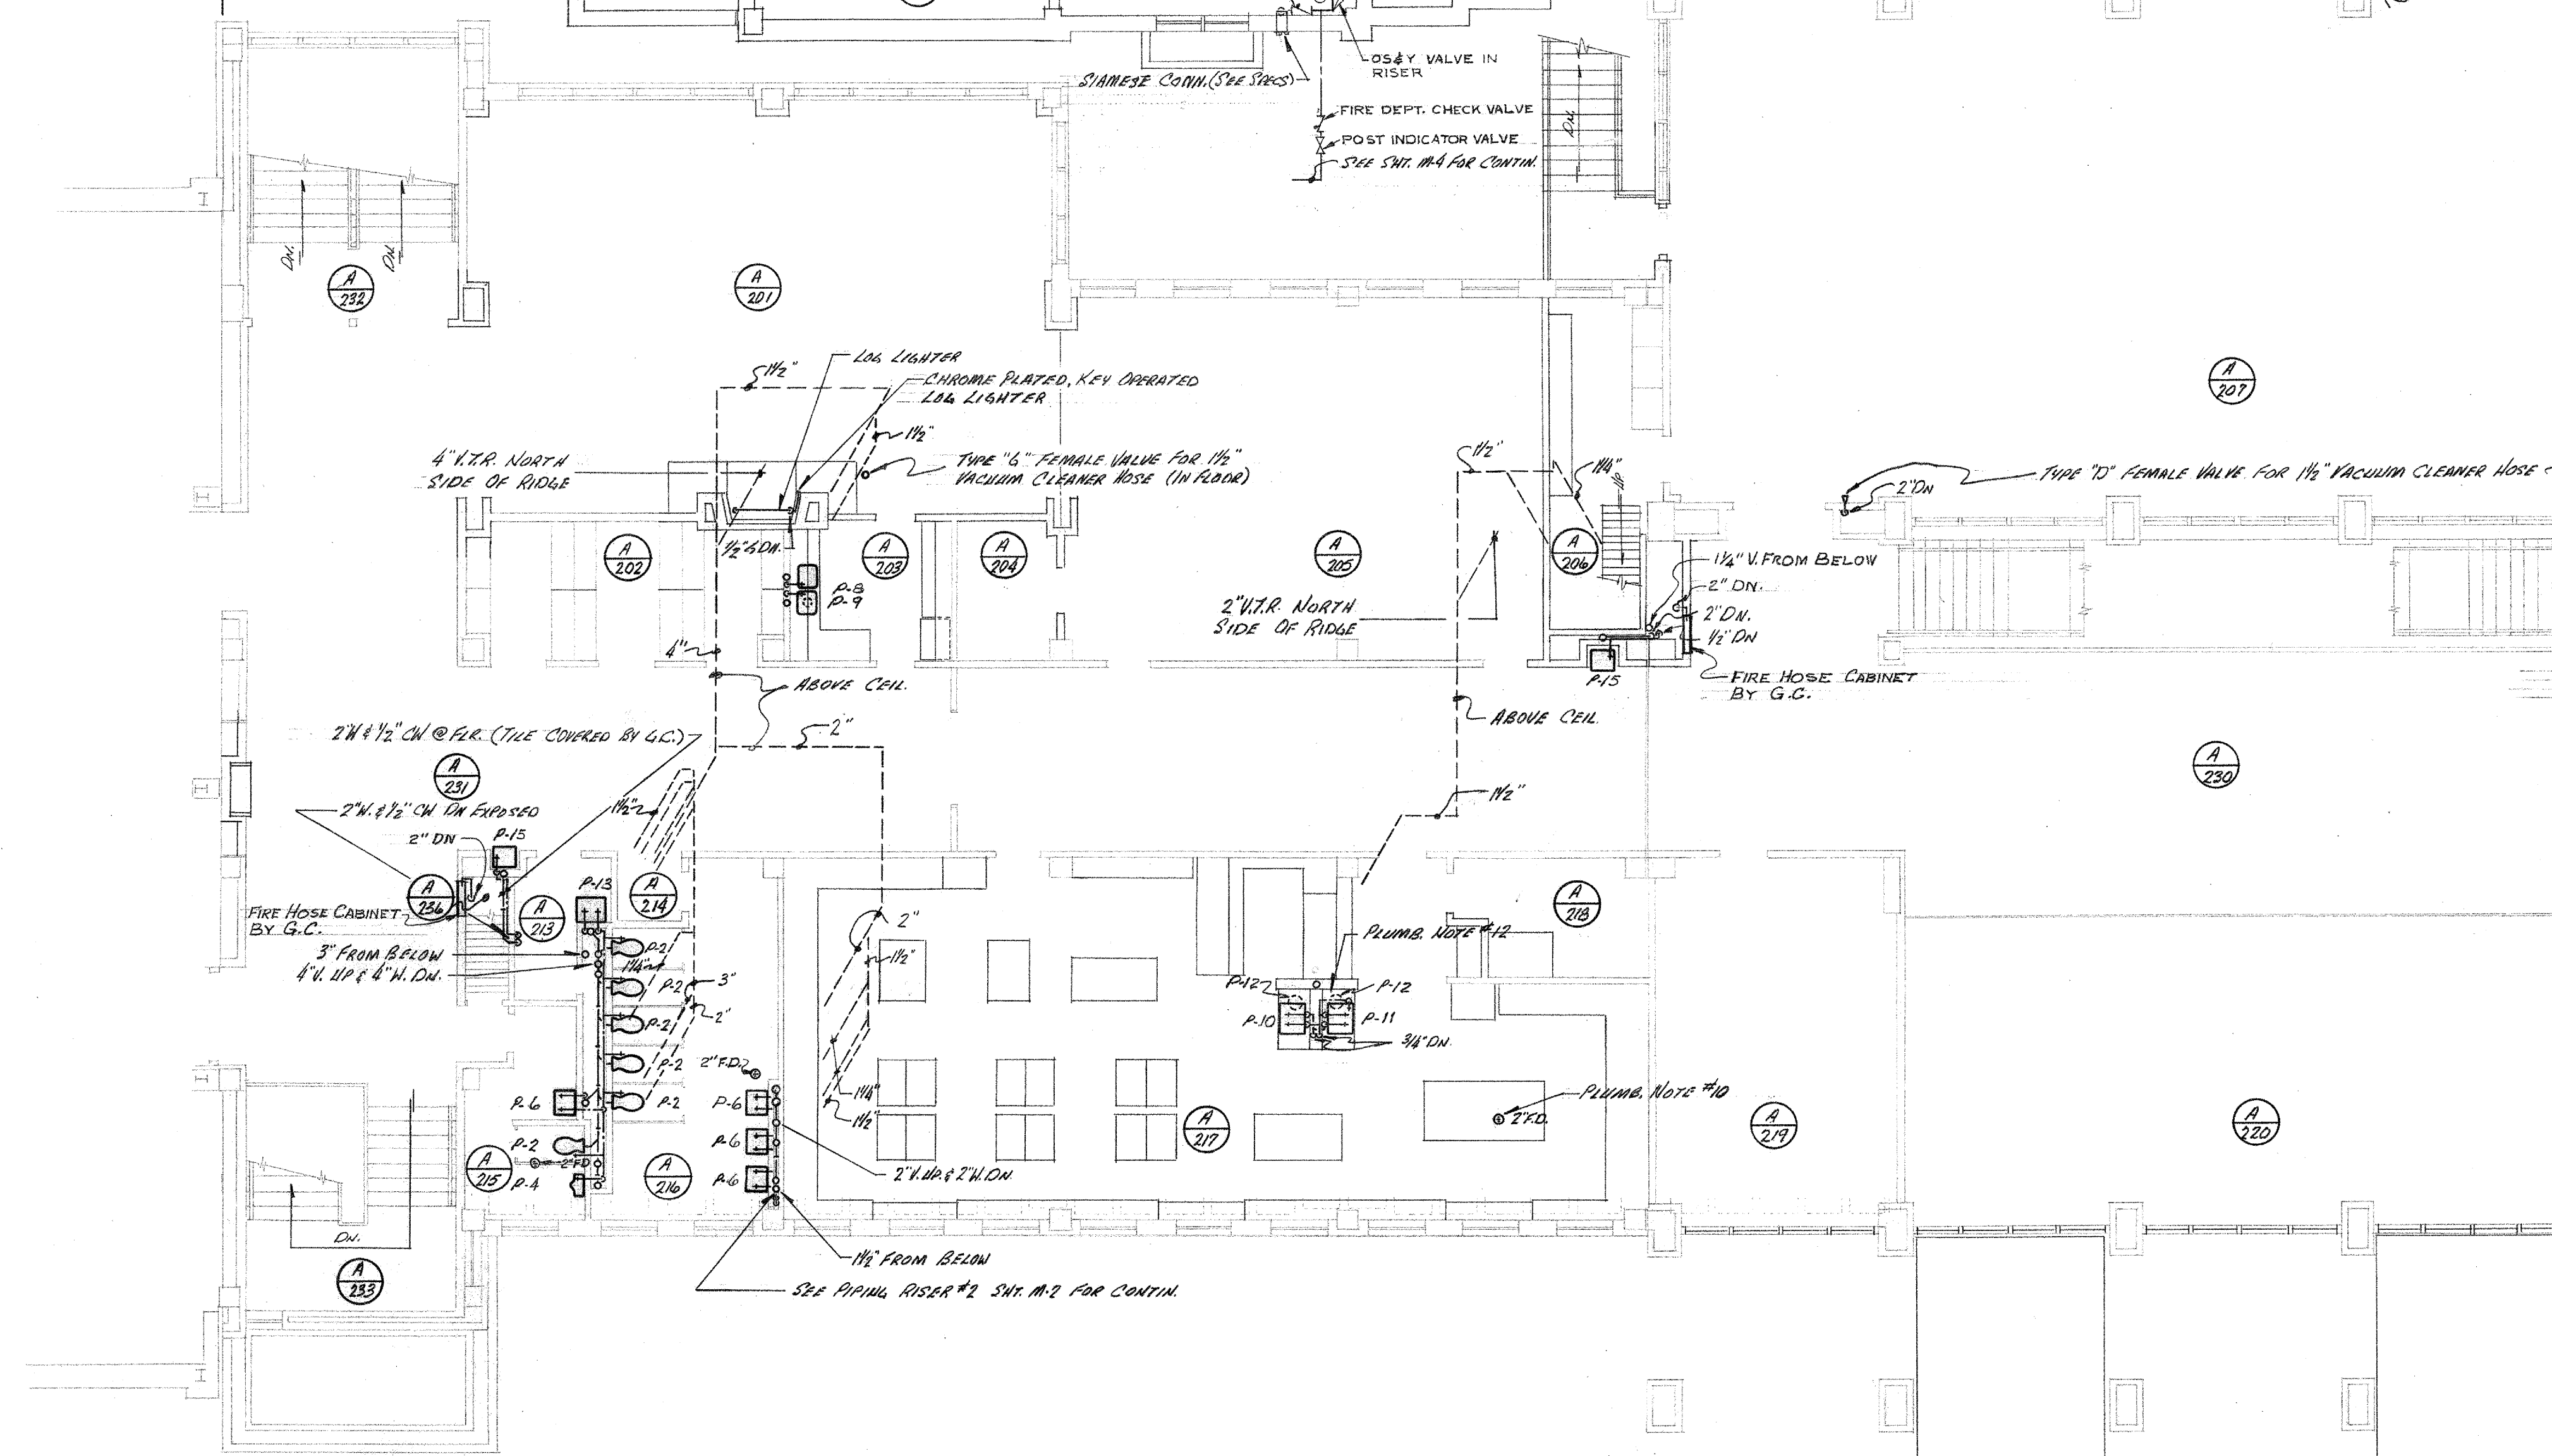 OS&Y VALVE IN
RISER
SIAMESE CONN. (SEE SPECS)
FIRE DEPT. CHECK VALVE
POST INDICATOR VALVE
SEE SHT. M-4 FOR CONTIN.
DN.
DN.
DN.
A
232
A
201
A
207
LOG LIGHTER
1½"
CHROME PLATED, KEY OPERATED
LOG LIGHTER
1½"
4" V.T.R. NORTH
SIDE OF RIDGE
TYPE "G" FEMALE VALVE FOR 1½"
VACUUM CLEANER HOSE (IN FLOOR)
1½"
1¼"
UP
2" DN
TYPE "D" FEMALE VALVE FOR 1½" VACUUM CLEANER HOSE
A
202
½" G DN.
A
203
A
204
A
205
A
206
P-8
P-9
1¼" V. FROM BELOW
2" DN.
2" DN.
½" DN
2" V.T.R. NORTH
SIDE OF RIDGE
4"
ABOVE CEIL.
P-15
FIRE HOSE CABINET
BY G.C.
2" W & ½" CW @ FLR. (TILE COVERED BY G.C.)
2"
ABOVE CEIL.
A
231
A
230
2" W. & ½" CW DN EXPOSED
1½"
1½"
2" DN
P-15
A
236
P-13
A
214
A
218
FIRE HOSE CABINET
BY G.C.
A
213
2"
PLUMB. NOTE #12
3" FROM BELOW
P-2
1¼"
1½"
4" V. UP & 4" W. DN.
P-2
3"
P-12
P-12
P-2
2"
P-10
P-11
¾" DN.
P-2
2" F.D.
1¼"
PLUMB. NOTE #10
P-6
P-2
P-6
1½"
2" F.D.
A
217
A
219
A
220
P-2
P-6
2" F.D.
A
215
P-4
A
216
P-6
2" V. UP. & 2" W. DN.
DN.
1½" FROM BELOW
A
233
SEE PIPING RISER #2 SHT. M-2 FOR CONTIN.